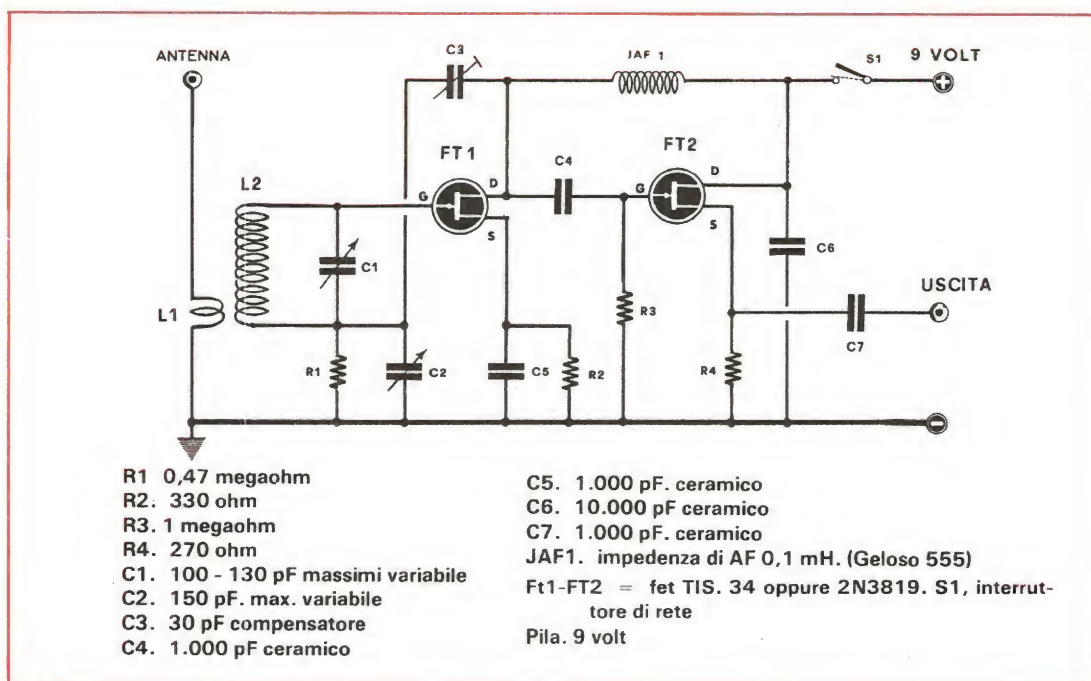 ANTENNA
C3
JAF 1
S1
9 VOLT
+
FT1
C4
FT2
L2
G
D
S
G
D
S
C1
C6
L1
R3
USCITA
R1
C2
C5
R2
R4
C7
-
R1 0,47 megaohm
R2. 330 ohm
R3. 1 megaohm
R4. 270 ohm
C1. 100 - 130 pF massimi variabile
C2. 150 pF. max. variabile
C3. 30 pF compensatore
C4. 1.000 pF ceramico
C5. 1.000 pF. ceramico
C6. 10.000 pF ceramico
C7. 1.000 pF. ceramico
JAF1. impedenza di AF 0,1 mH. (Geloso 555)
Ft1-FT2 = fet TIS. 34 oppure 2N3819. S1, interrut-
tore di rete
Pila. 9 volt